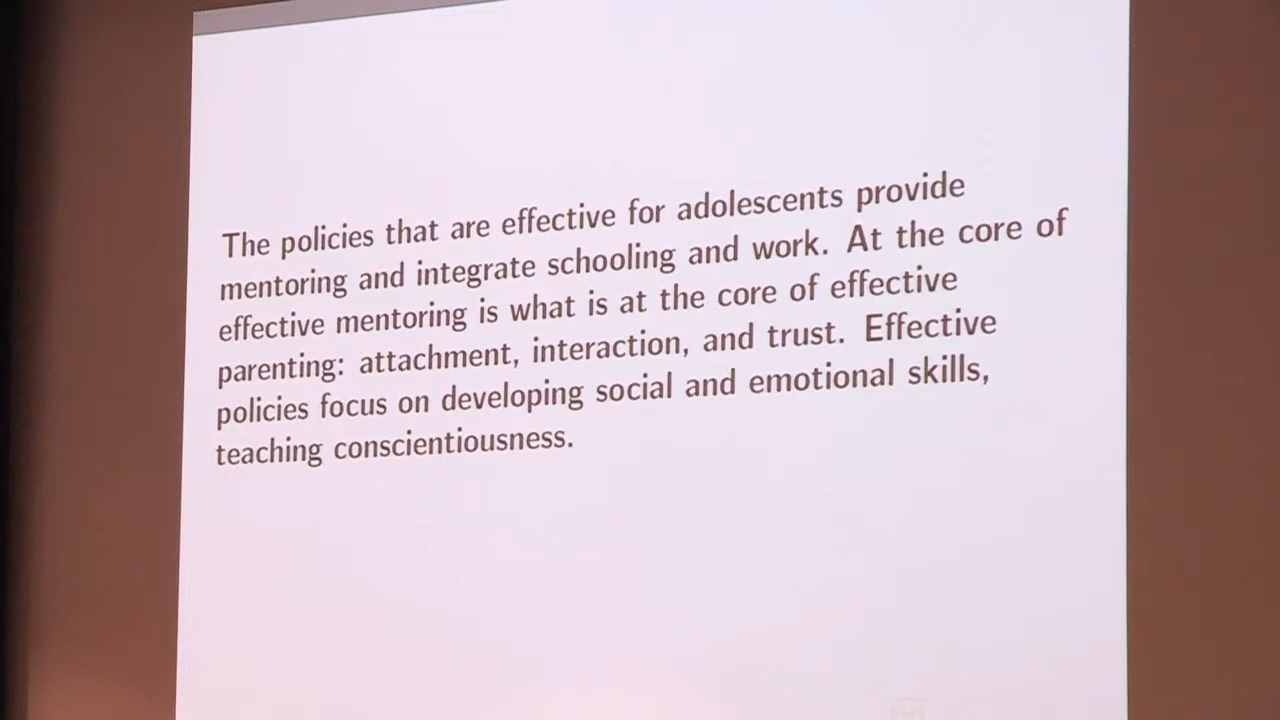 The policies that are effective for adolescents provide
mentoring and integrate schooling and work. At the core of
effective mentoring is what is at the core of effective
parenting: attachment, interaction, and trust. Effective
policies focus on developing social and emotional skills,
teaching conscientiousness.